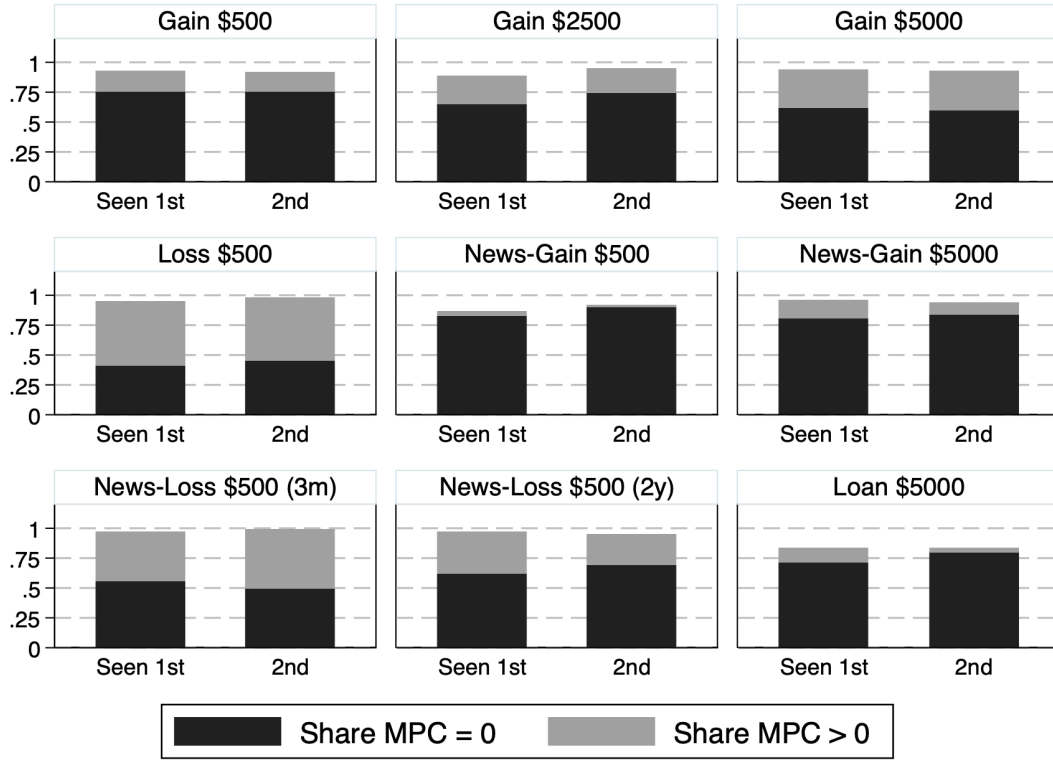 Gain $500
Gain $2500
Gain $5000
1
.75
.5
.25
0
Seen 1st 2nd
Seen 1st 2nd
Seen 1st 2nd
Loss $500
News-Gain $500
News-Gain $5000
1
.75
.5
.25
0
Seen 1st 2nd
Seen 1st 2nd
Seen 1st 2nd
News-Loss $500 (3m)
News-Loss $500 (2y)
Loan $5000
1
.75
.5
.25
0
Seen 1st 2nd
Seen 1st 2nd
Seen 1st 2nd
Share MPC = 0
Share MPC > 0